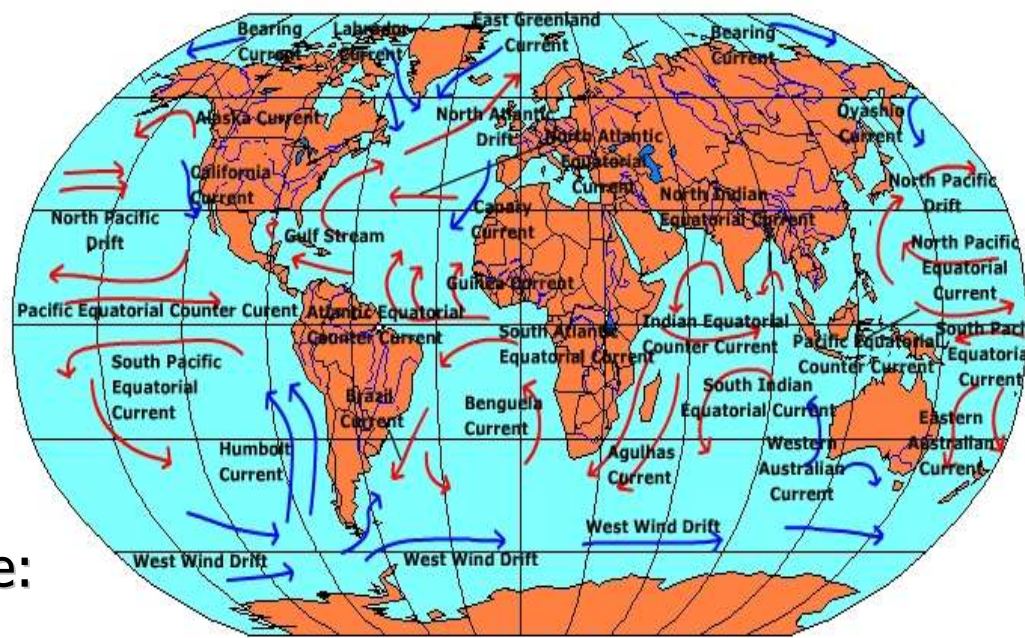 East Greenland
Current
Bearing
Current
Labrador
Current
Bearing
Current
Alaska Current
North Atlantic
Drift
Oyashio
Current
North Atlantic
Equatorial
Current
California
Current
North Indian
Equatorial Current
North Pacific
Drift
Canary
Current
North Pacific
Drift
Gulf Stream
North Pacific
Equatorial
Current
Guinea Current
Pacific Equatorial Counter Curent
Atlantic Equatorial
Counter Current
South Atlantic
Equatorial Current
Indian Equatorial
Counter Current
Pacific Equatorial
Counter Current
South Paci
Equatoria
Current
South Pacific
Equatorial
Current
South Indian
Equatorial Current
Brazil
Current
Benguela
Current
Eastern
Australian
Current
Humbolt
Current
Agulhas
Current
Western
Australian
Current
West Wind Drift
West Wind Drift
West Wind Drift
e: